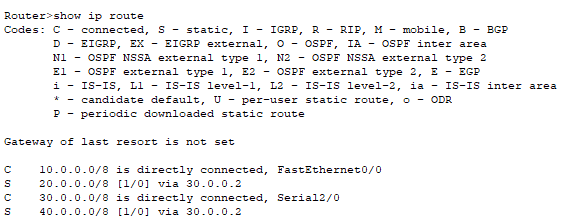 Router>show ip route
Codes: C - connected, S - static, I - IGRP, R - RIP, M - mobile, B - BGP
D - EIGRP, EX - EIGRP external, O - OSPF, IA - OSPF inter area
N1 - OSPF NSSA external type 1, N2 - OSPF NSSA external type 2
E1 - OSPF external type 1, E2 - OSPF external type 2, E - EGP
i - IS-IS, L1 - IS-IS level-1, L2 - IS-IS level-2, ia - IS-IS inter area
* - candidate default, U - per-user static route, o - ODR
P - periodic downloaded static route
Gateway of last resort is not set
C 10.0.0.0/8 is directly connected, FastEthernet0/0
S 20.0.0.0/8 [1/0] via 30.0.0.2
C 30.0.0.0/8 is directly connected, Serial2/0
S 40.0.0.0/8 [1/0] via 30.0.0.2